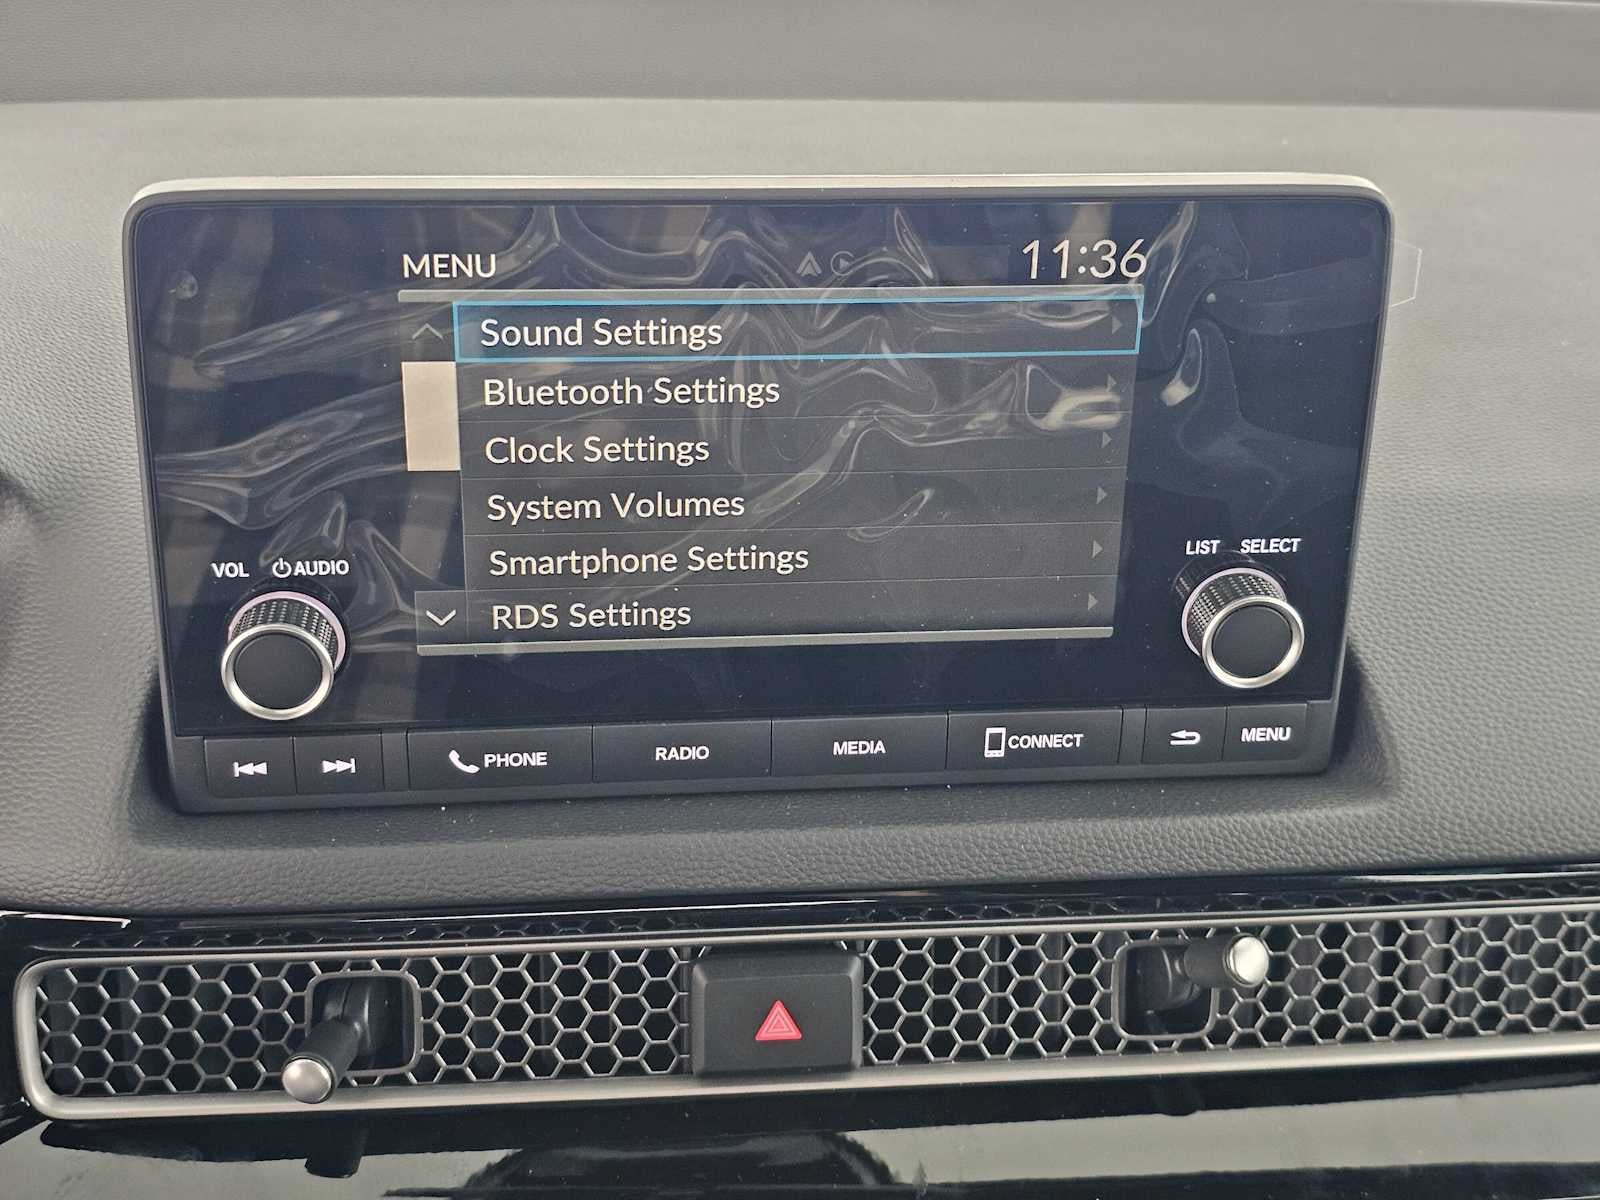 MENU 11:36
Sound Settings
Bluetooth Settings
Clock Settings
System Volumes
Smartphone Settings
RDS Settings
VOL AUDIO
LIST SELECT
PHONE RADIO MEDIA CONNECT MENU